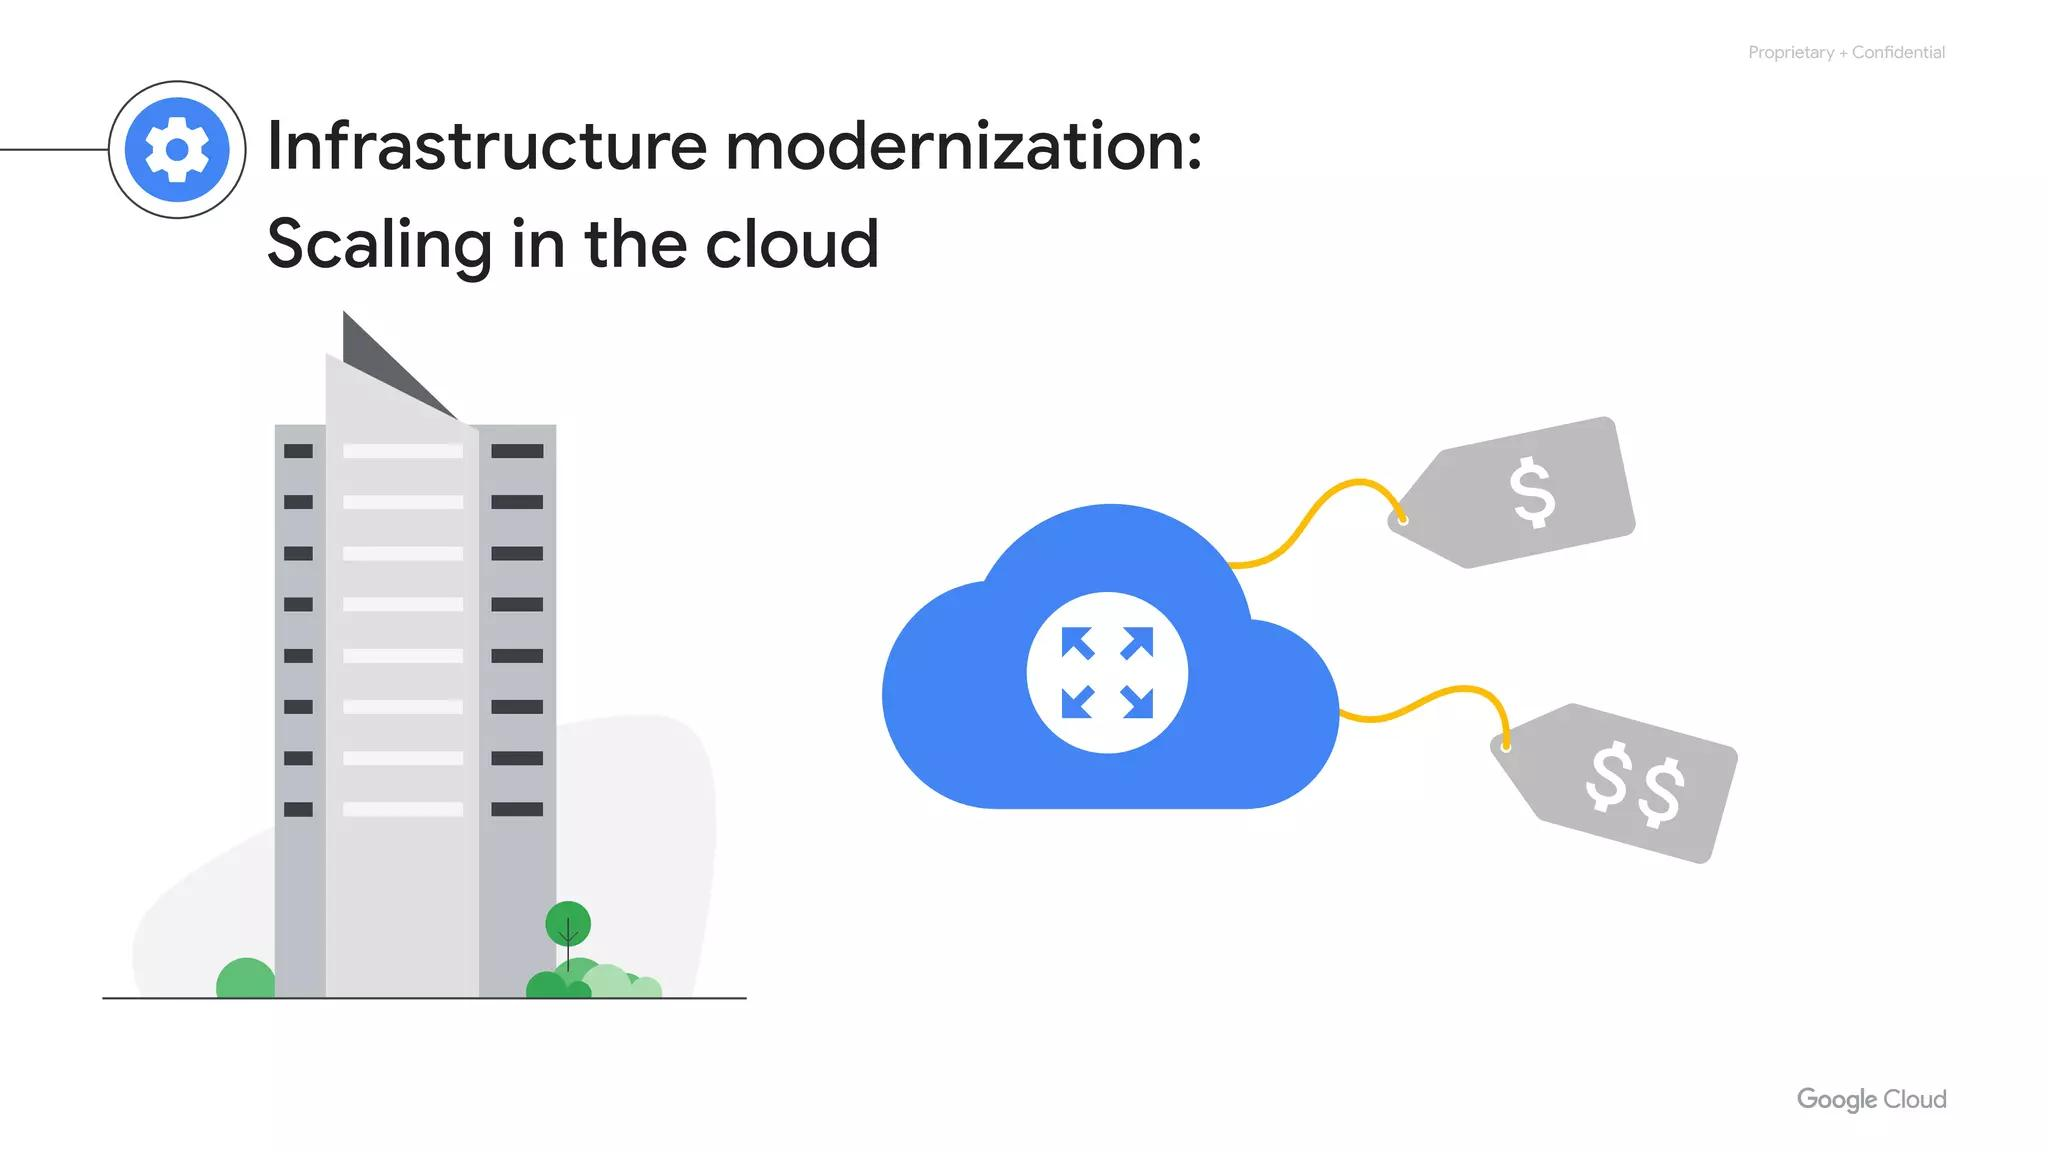 Proprietary + Confidential
Infrastructure modernization:
Scaling in the cloud
$
$$
Google Cloud